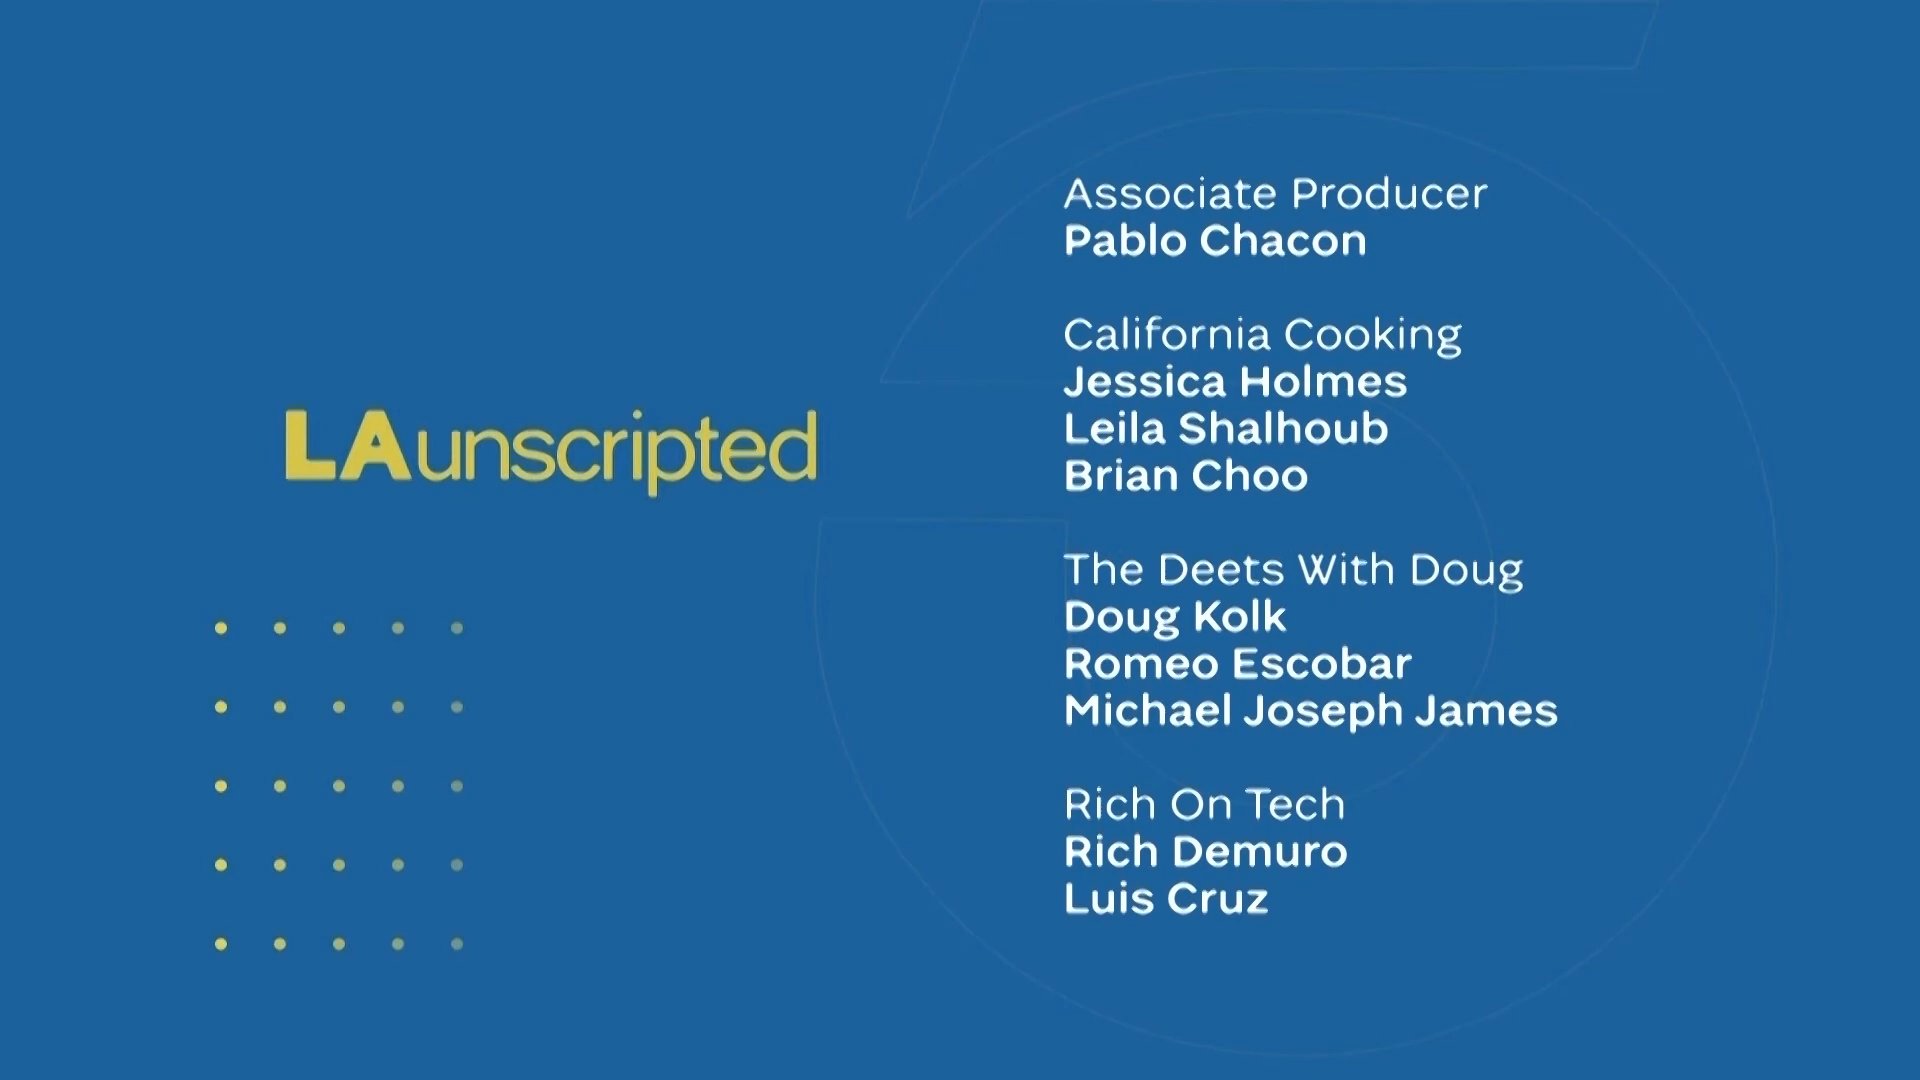 LAunscripted
Associate Producer
Pablo Chacon
California Cooking
Jessica Holmes
Leila Shalhoub
Brian Choo
The Deets With Doug
Doug Kolk
Romeo Escobar
Michael Joseph James
Rich On Tech
Rich Demuro
Luis Cruz